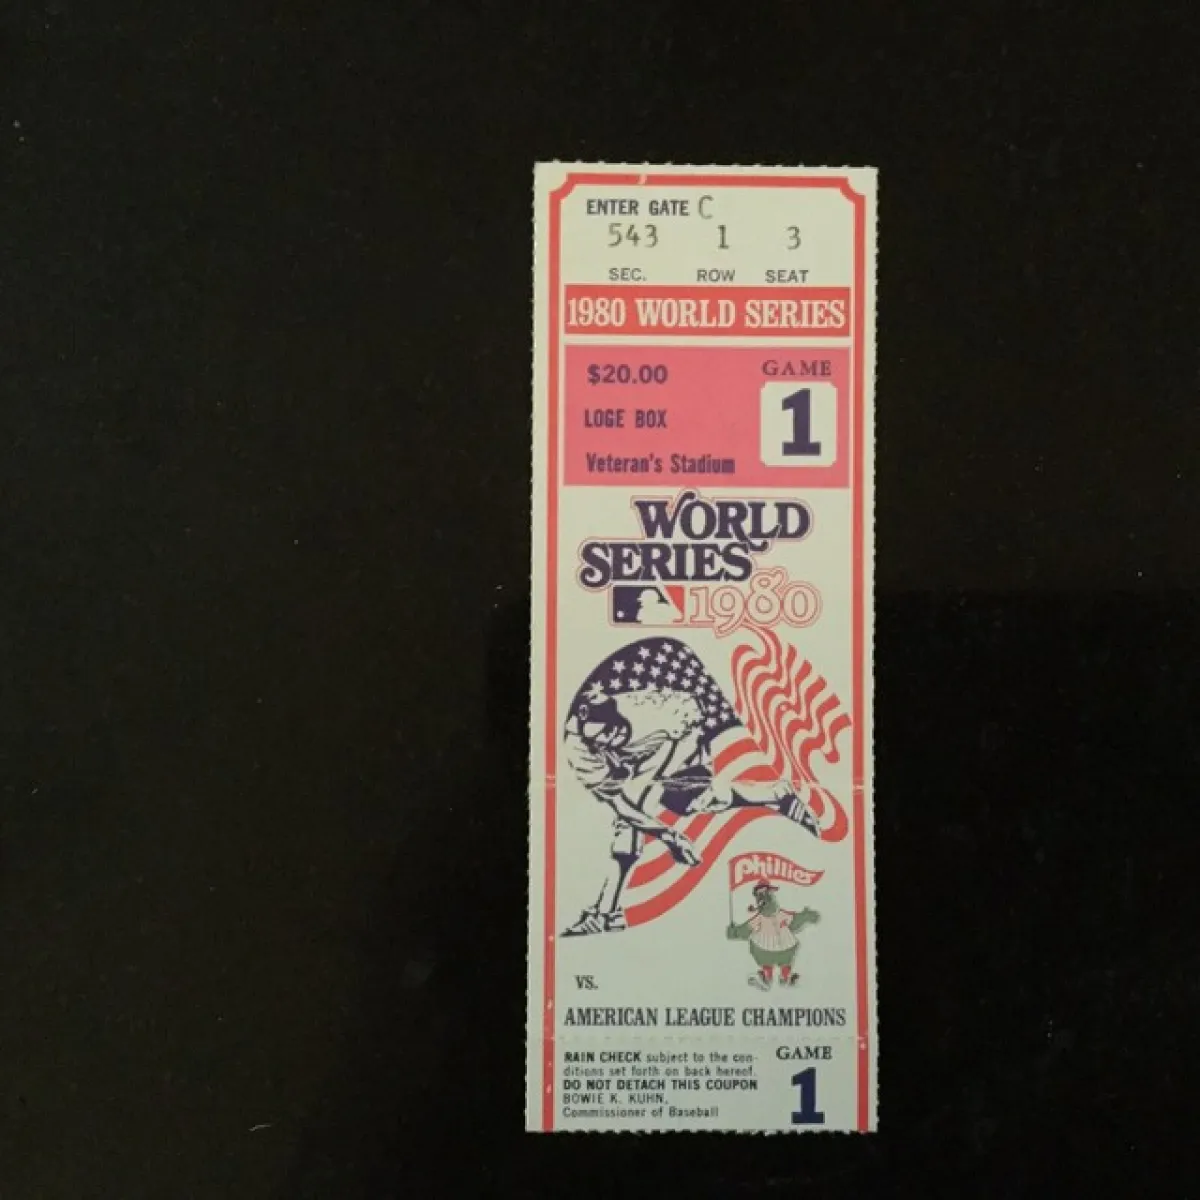 ENTER GATE C
543 1 3
SEC. ROW SEAT
1980 WORLD SERIES
$20.00
GAME
1
LOGE BOX
Veteran's Stadium
WORLD
SERIES
1980
Phillies
VS.
AMERICAN LEAGUE CHAMPIONS
RAIN CHECK subject to the con-
ditions set forth on back hereof.
DO NOT DETACH THIS COUPON
BOWIE K. KUHN,
Commissioner of Baseball
GAME
1